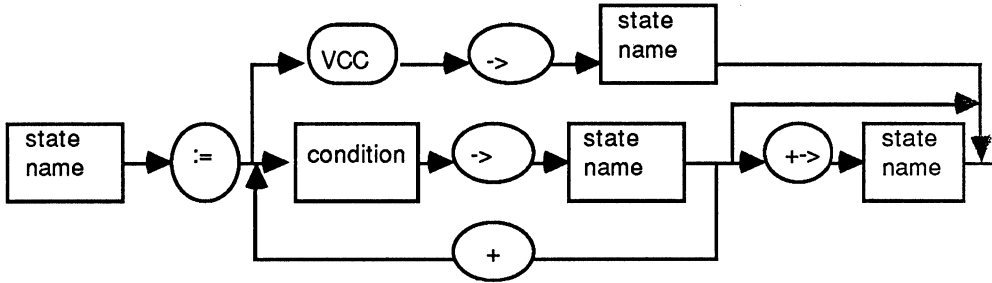 state
name
VCC
->
state
name
:=
condition
->
state
name
+->
state
name
+